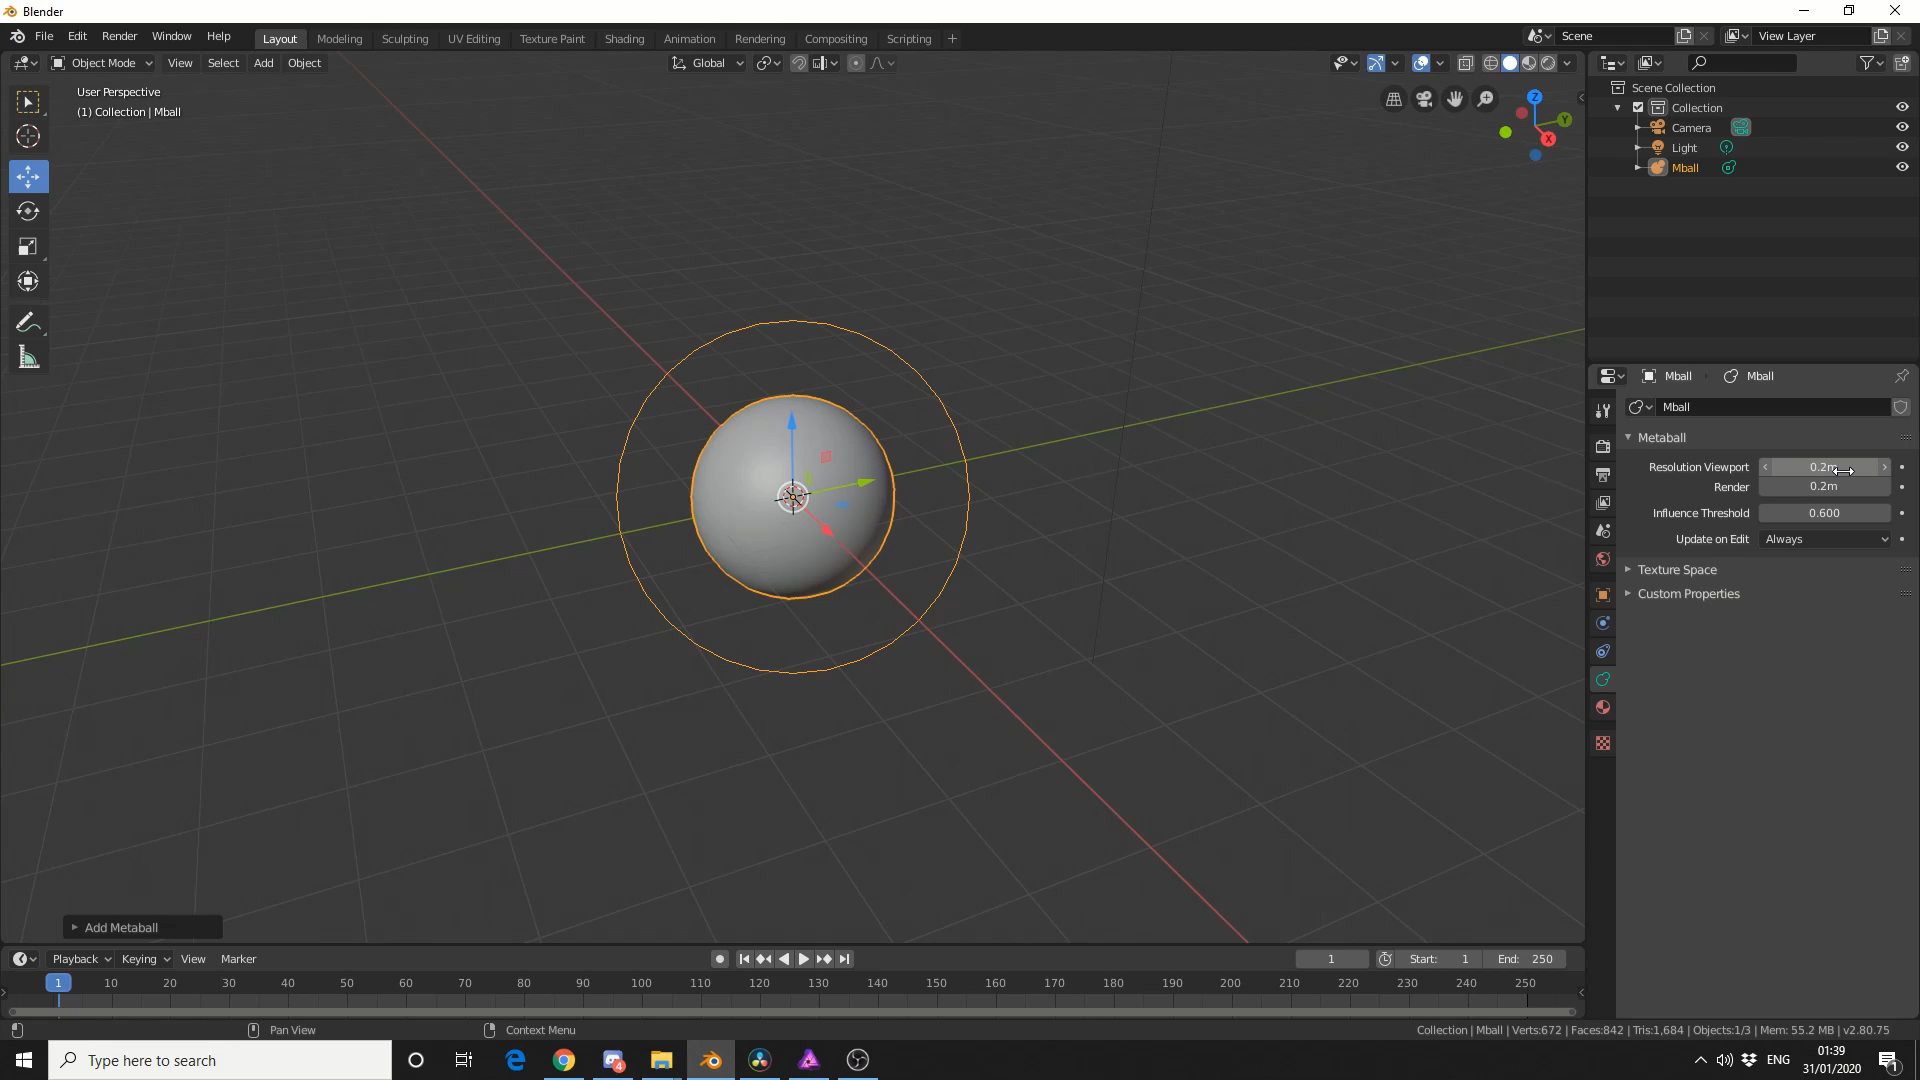 Blender
File Edit Render Window Help Layout Modeling Sculpting UV Editing Texture Paint Shading Animation Rendering Compositing Scripting + Scene View Layer
Object Mode View Select Add Object Global
User Perspective
(1) Collection | Mball
Z
Y
X
Scene Collection
Collection
Camera
Light
Mball
Mball Mball
Mball
Metaball
Resolution Viewport 0.2m
Render 0.2m
Influence Threshold 0.600
Update on Edit Always
Texture Space
Custom Properties
Add Metaball
Playback Keying View Marker 1 Start: 1 End: 250
1 10 20 30 40 50 60 70 80 90 100 110 120 130 140 150 160 170 180 190 200 210 220 230 240 250
Pan View Context Menu Collection | Mball | Verts:672 | Faces:842 | Tris:1,684 | Objects:1/3 | Mem: 55.2 MB | v2.80.75
Type here to search 4 ENG 01:39
31/01/2020 1